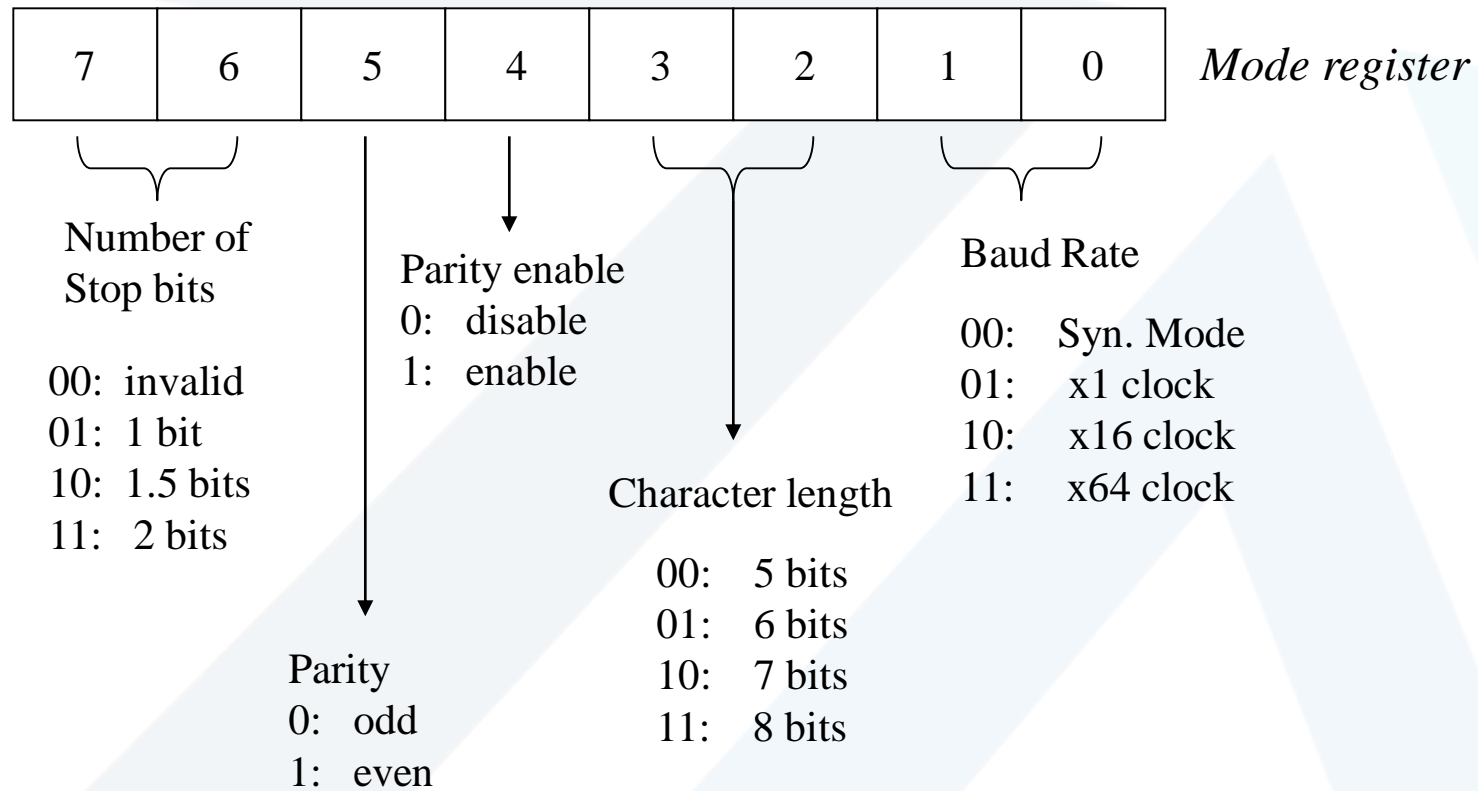 7 6 5 4 3 2 1 0 Mode register
Number of
Stop bits
00: invalid
01: 1 bit
10: 1.5 bits
11: 2 bits
Parity
0: odd
1: even
Parity enable
0: disable
1: enable
Character length
00: 5 bits
01: 6 bits
10: 7 bits
11: 8 bits
Baud Rate
00: Syn. Mode
01: x1 clock
10: x16 clock
11: x64 clock